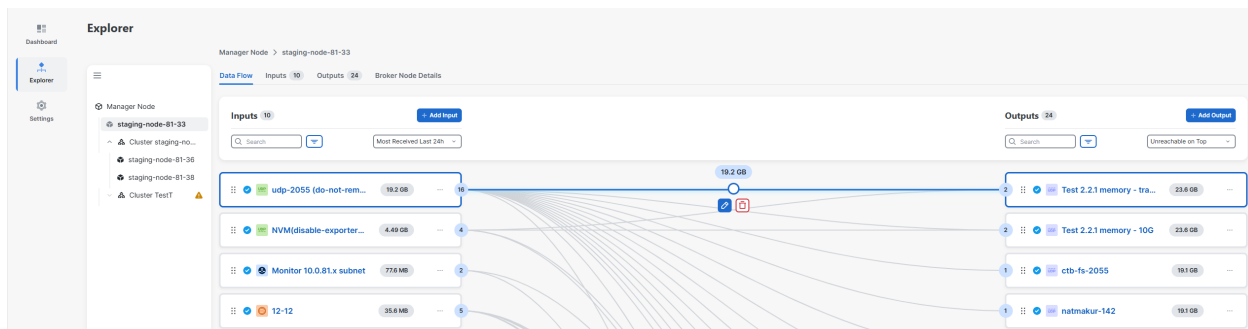 Dashboard
Explorer
Settings
Explorer
Manager Node
staging-node-81-33
Cluster staging-no...
staging-node-81-36
staging-node-81-38
Cluster TestT
Manager Node > staging-node-81-33
Data Flow Inputs 10 Outputs 24 Broker Node Details
Inputs 10 + Add Input
Search Most Received Last 24h
udp-2055 (do-not-rem... 19.2 GB ... 16
NVM(disable-exporter... 4.49 GB ... 4
Monitor 10.0.81.x subnet 77.6 MB ... 2
12-12 35.6 MB ... 5
19.2 GB
Outputs 24 + Add Output
Search Unreachable on Top
2 Test 2.2.1 memory - tra... 23.6 GB ...
2 Test 2.2.1 memory - 10G 23.6 GB ...
1 ctb-fs-2055 19.1 GB ...
1 natmakur-142 19.1 GB ...